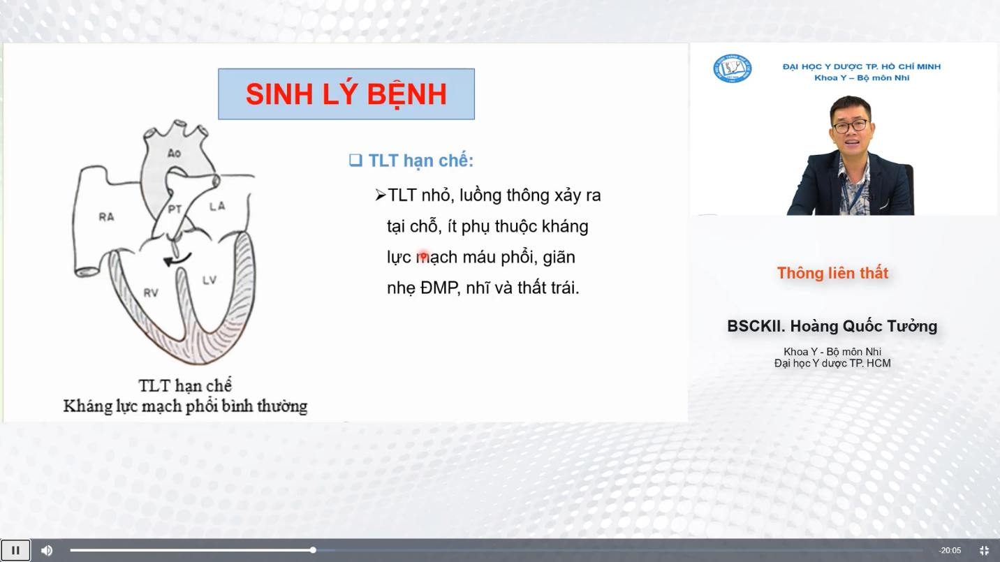 SINH LÝ BỆNH
Ao
PT
LA
RA
RV
LV
TLT hạn chế
Kháng lực mạch phổi bình thường
❑ TLT hạn chế:
➢TLT nhỏ, luồng thông xảy ra
tại chỗ, ít phụ thuộc kháng
lực mạch máu phổi, giãn
nhẹ ĐMP, nhĩ và thất trái.
ĐẠI HỌC Y DƯỢC TP. HỒ CHÍ MINH
Khoa Y – Bộ môn Nhi
Thông liên thất
BSCKII. Hoàng Quốc Tưởng
Khoa Y - Bộ môn Nhi
Đại học Y dược TP. HCM
-20:05